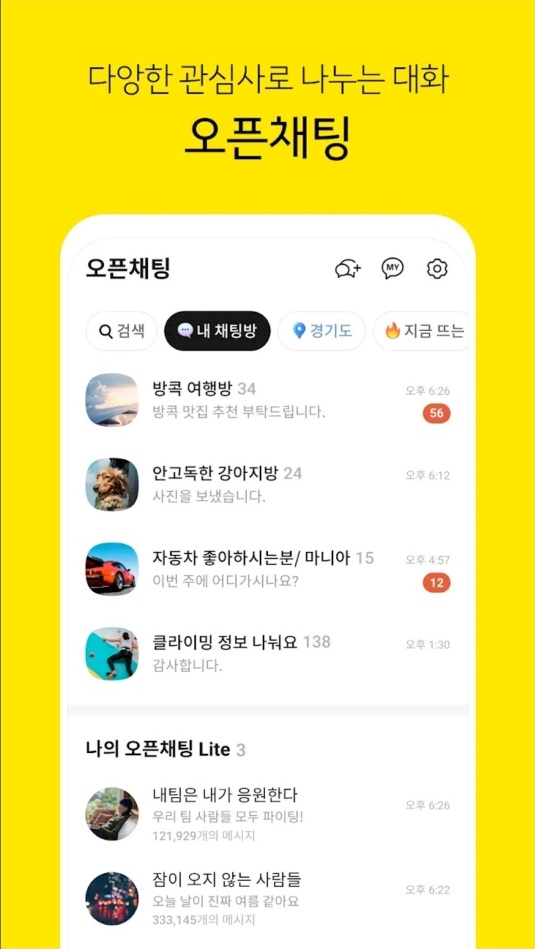 다양한 관심사로 나누는 대화
오픈채팅
오픈채팅
MY
검색
내 채팅방
경기도
지금 뜨는
방콕 여행방 34
오후 6:26
방콕 맛집 추천 부탁드립니다.
56
안고독한 강아지방 24
오후 6:12
사진을 보냈습니다.
자동차 좋아하시는분/ 마니아 15
오후 4:57
이번 주에 어디가시나요?
12
클라이밍 정보 나눠요 138
오후 1:30
감사합니다.
나의 오픈채팅 Lite 3
내팀은 내가 응원한다
오후 6:26
우리 팀 사람들 모두 파이팅!
121,929개의 메시지
잠이 오지 않는 사람들
오후 6:22
오늘 날이 진짜 여름 같아요
333,145개의 메시지